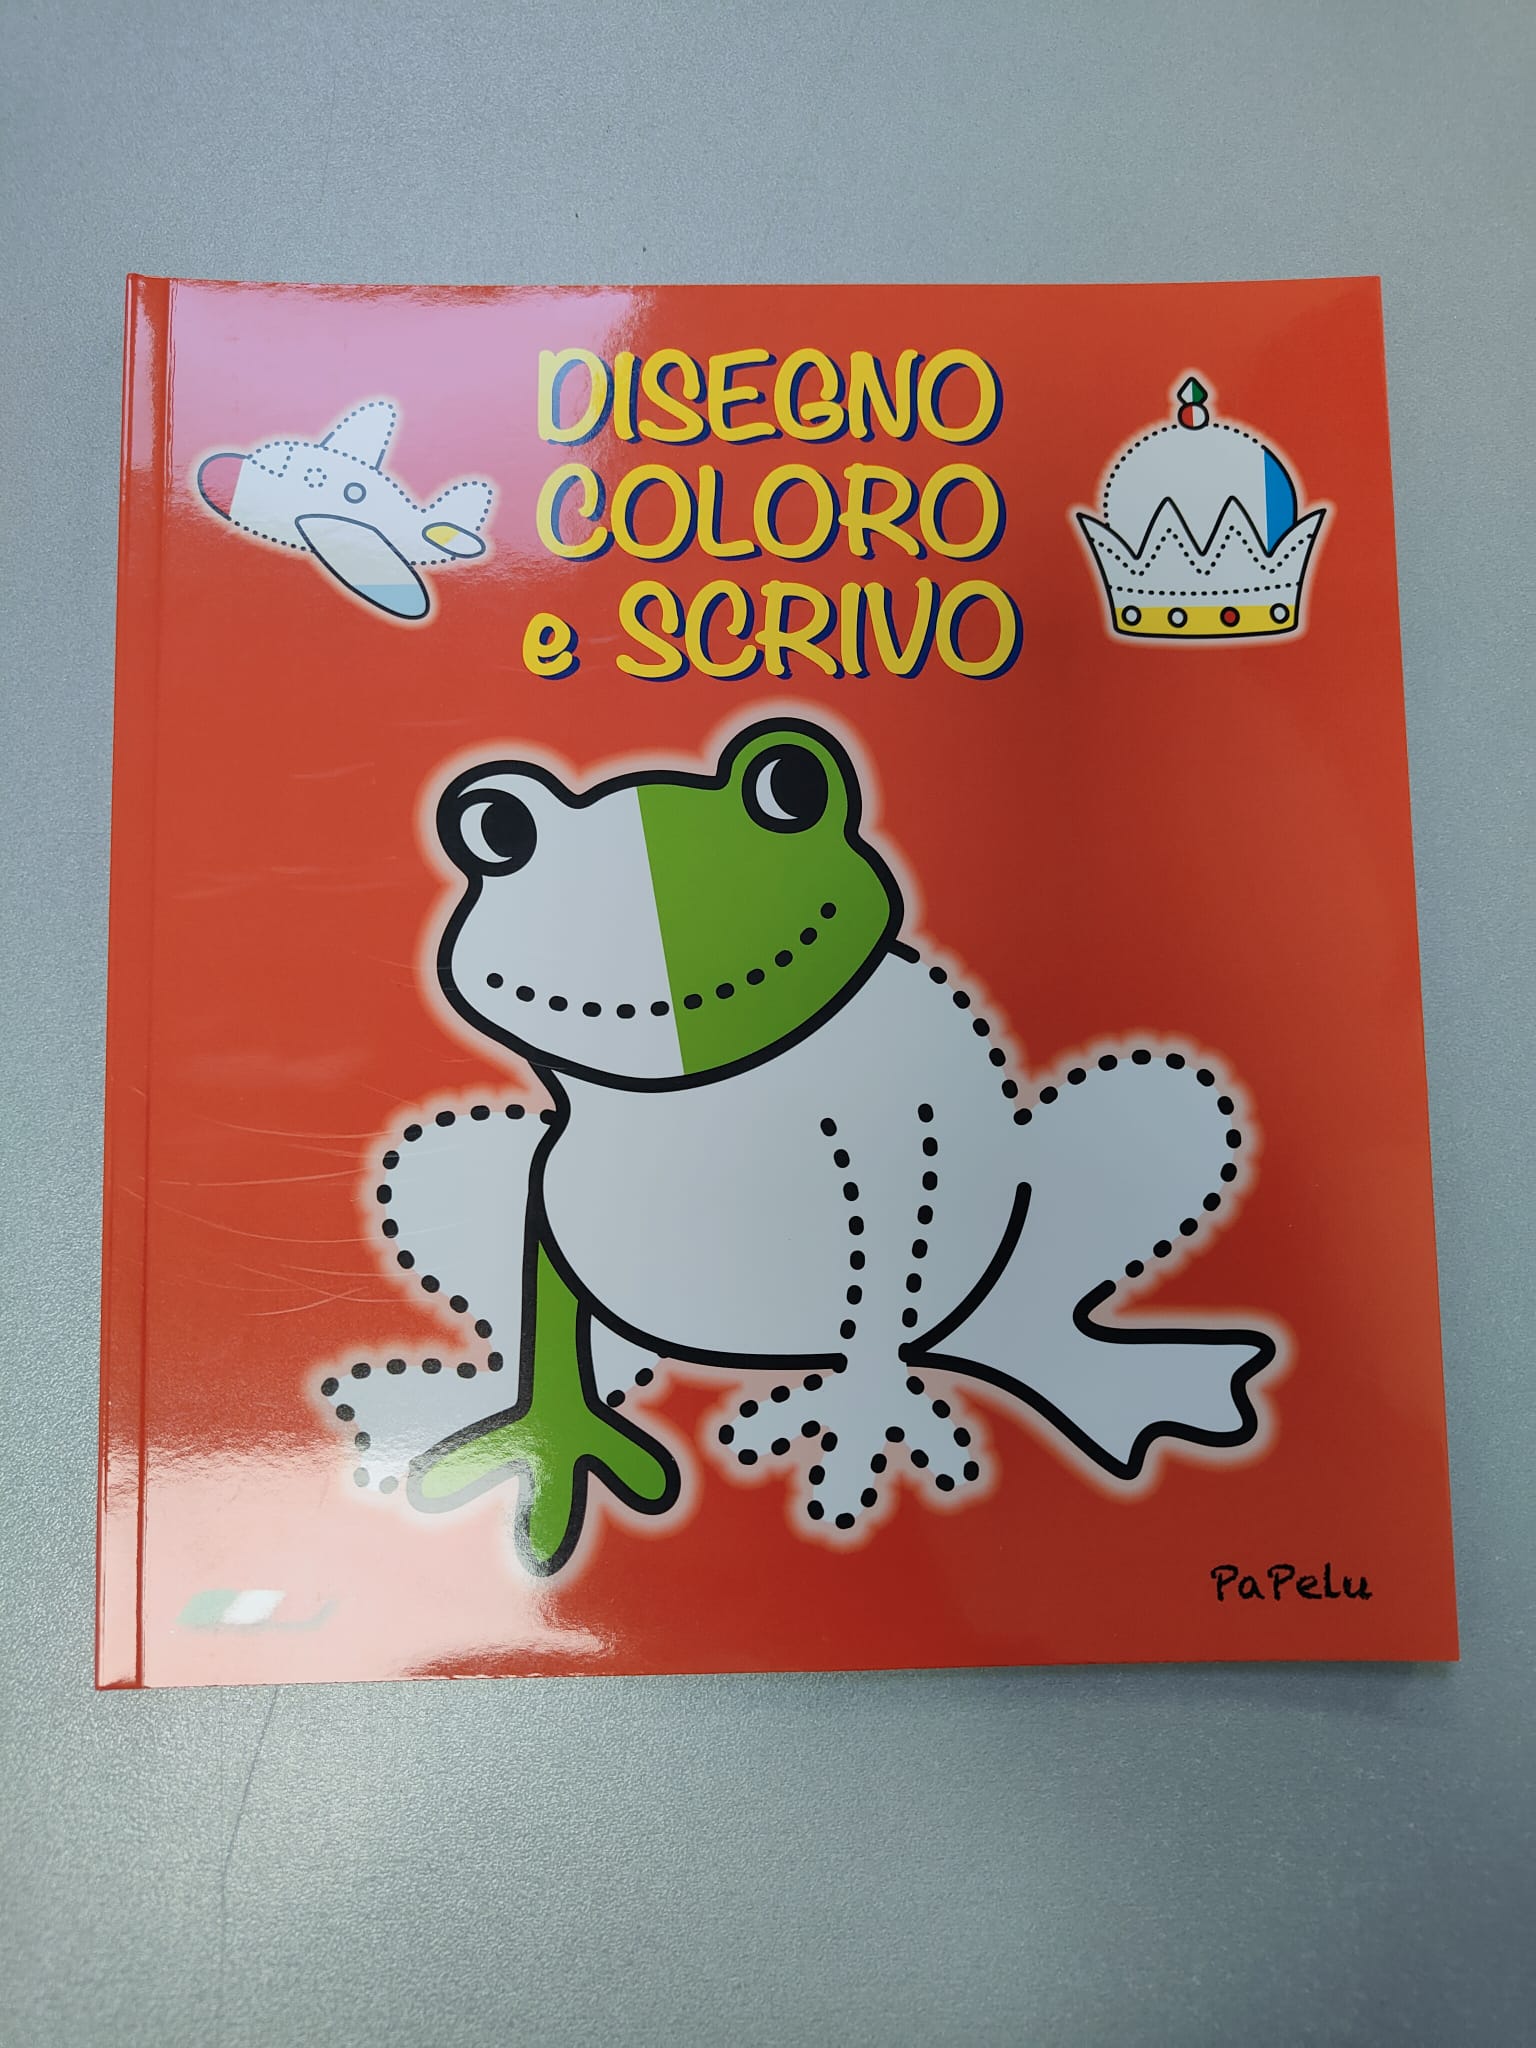 DISEGNO
COLORO
e SCRIVO
PaPeLu